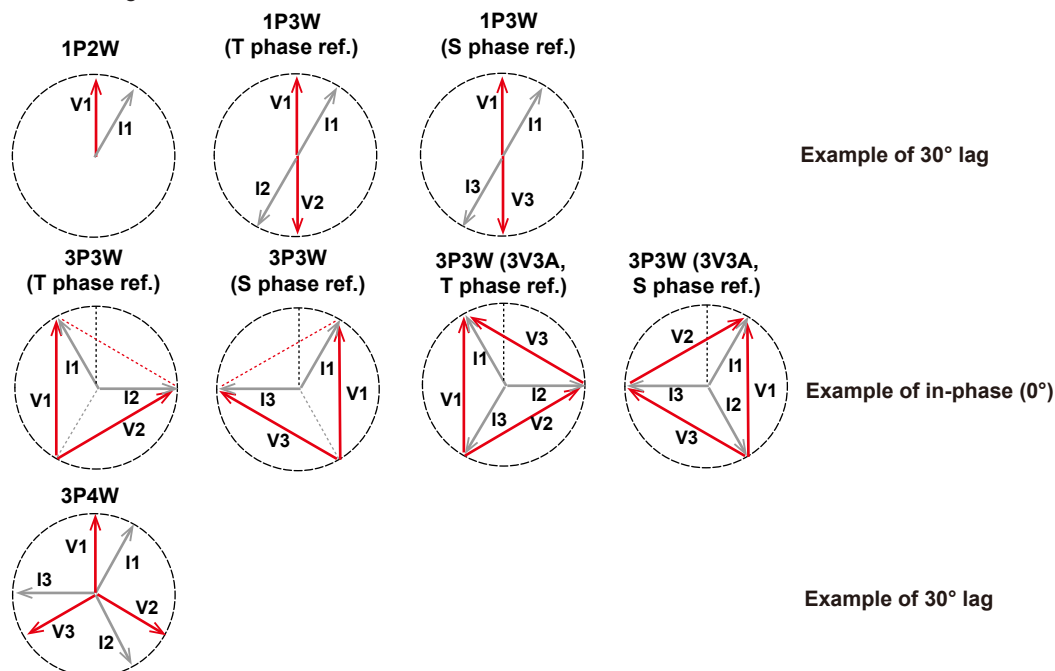 1P2W
1P3W
(T phase ref.)
1P3W
(S phase ref.)
V1
I1
V1
I1
I2
V2
V1
I1
I3
V3
Example of 30° lag
3P3W
(T phase ref.)
3P3W
(S phase ref.)
3P3W (3V3A,
T phase ref.)
3P3W (3V3A,
S phase ref.)
I1
V1
I2
V2
I1
I3
V1
V3
V3
I1
I2
V1
I3
V2
V2
I1
I3
I2
V1
V3
Example of in-phase (0°)
3P4W
V1
I1
I3
V2
V3
I2
Example of 30° lag